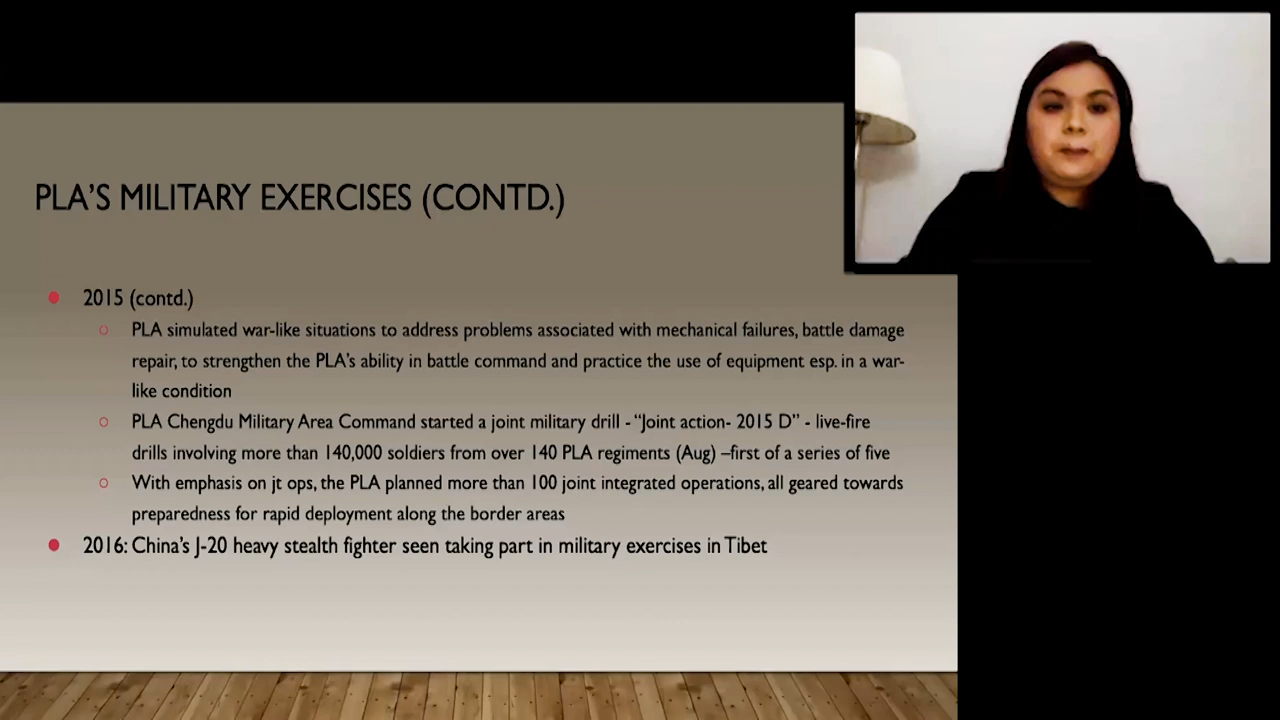 PLA'S MILITARY EXERCISES (CONTD.)
2015 (contd.)
PLA simulated war-like situations to address problems associated with mechanical failures, battle damage
repair, to strengthen the PLA's ability in battle command and practice the use of equipment esp. in a war-
like condition
PLA Chengdu Military Area Command started a joint military drill - "Joint action- 2015 D" - live-fire
drills involving more than 140,000 soldiers from over 140 PLA regiments (Aug) –first of a series of five
With emphasis on jt ops, the PLA planned more than 100 joint integrated operations, all geared towards
preparedness for rapid deployment along the border areas
2016: China's J-20 heavy stealth fighter seen taking part in military exercises in Tibet